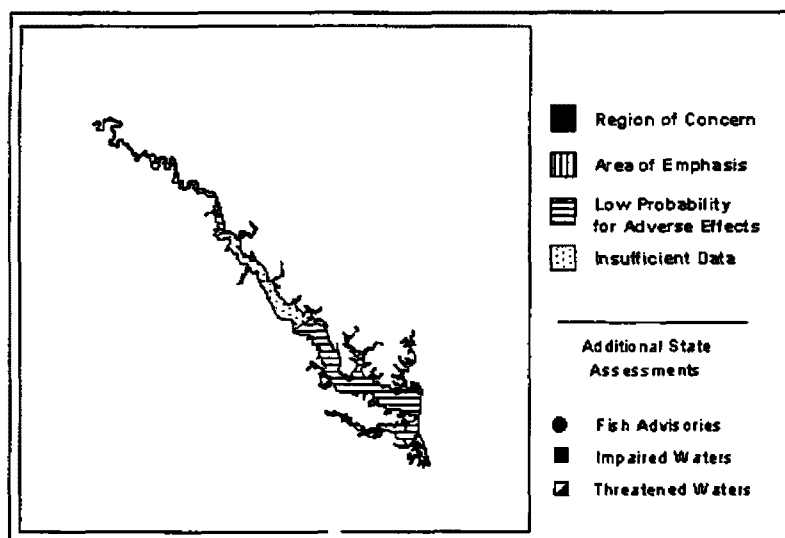 Region of Concern
Area of Emphasis
Low Probability
for Adverse Effects
Insufficient Data
Additional State
Assessments
Fish Advisories
Impaired Waters
Threatened Waters